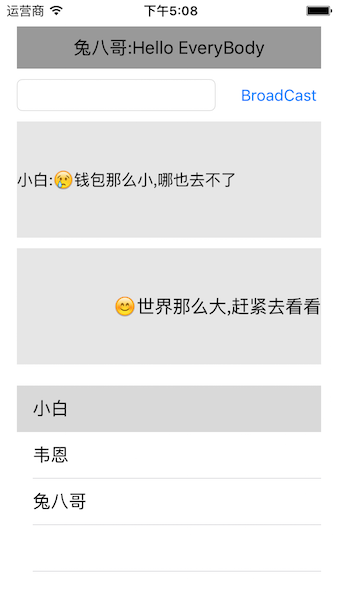 运营商 下午5:08
兔八哥:Hello EveryBody
BroadCast
小白:😢钱包那么小,哪也去不了
😊世界那么大,赶紧去看看
小白
韦恩
兔八哥